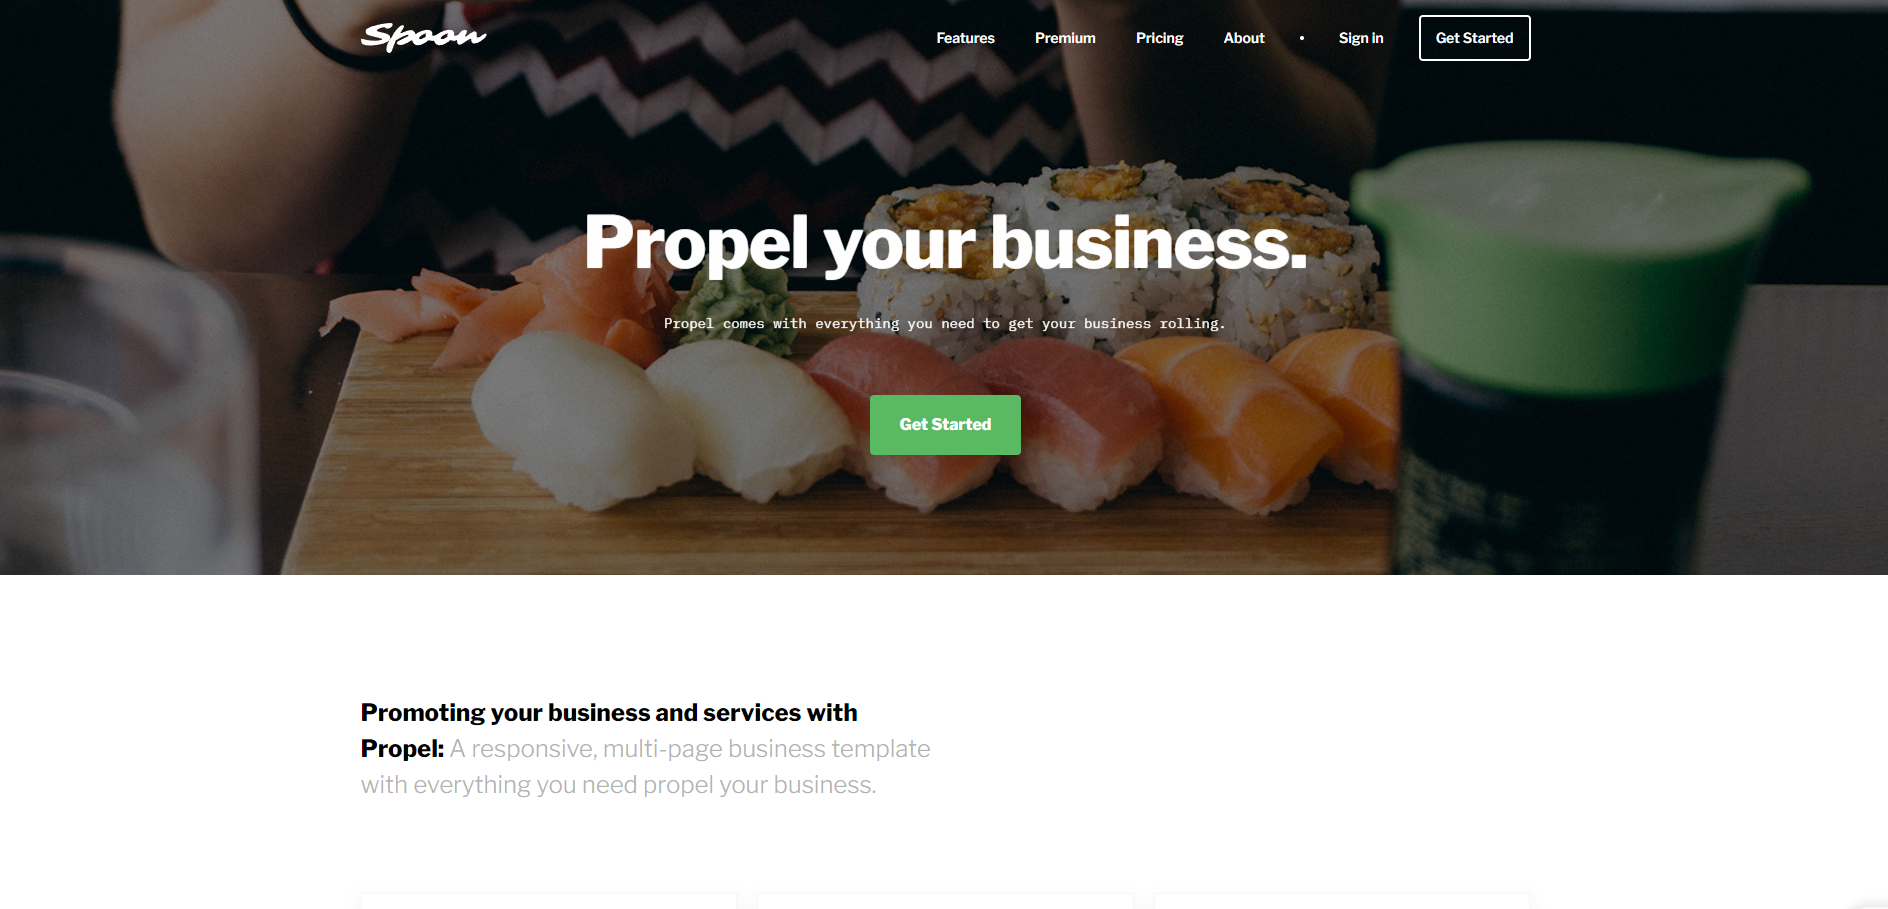 Spoon
Features Premium Pricing About • Sign in Get Started
Propel your business.
Propel comes with everything you need to get your business rolling.
Get Started
Promoting your business and services with
Propel: A responsive, multi-page business template
with everything you need propel your business.